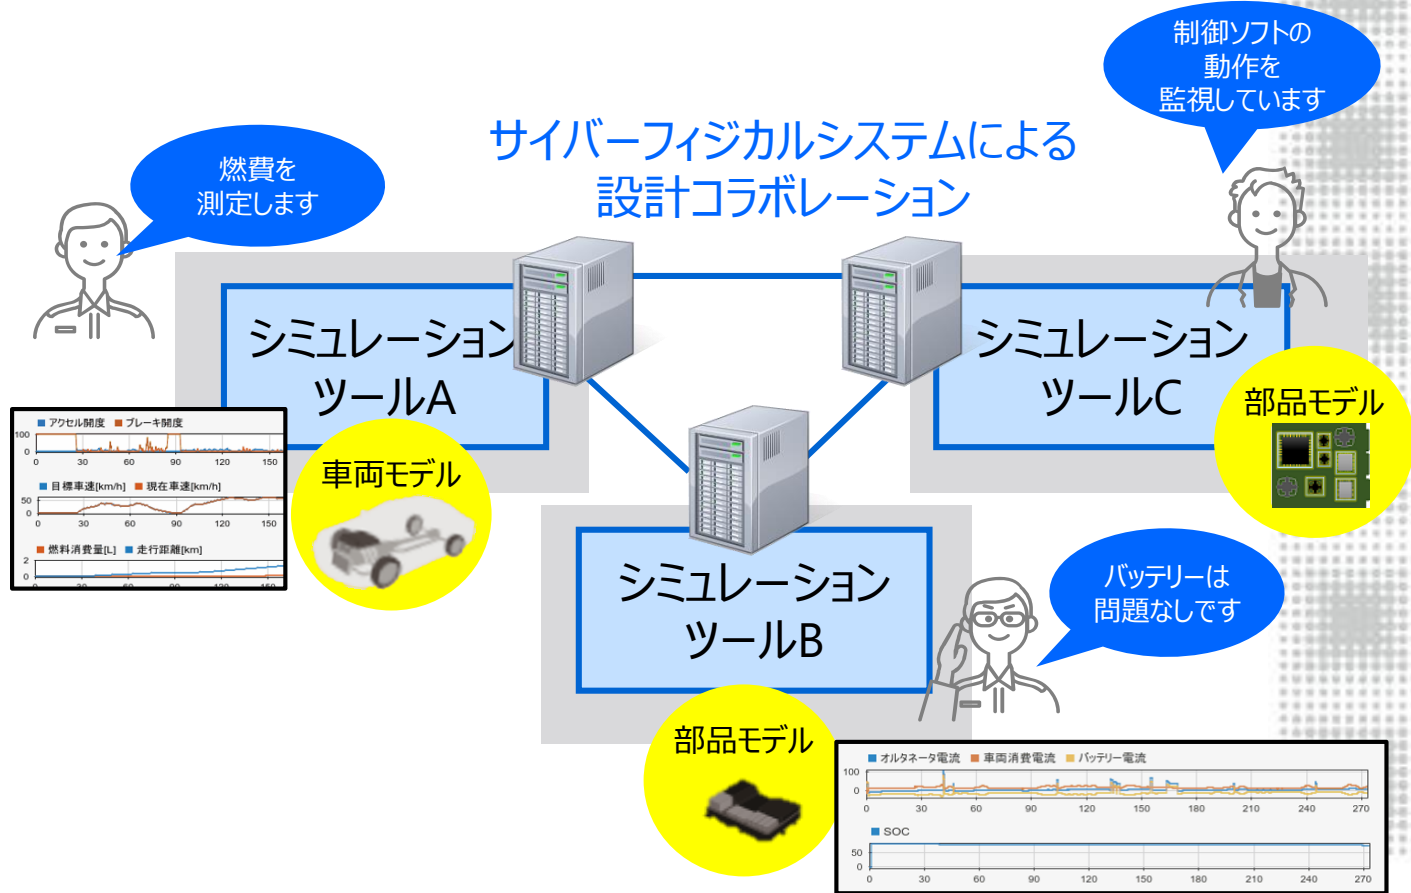 制御ソフトの
動作を
監視しています
サイバーフィジカルシステムによる
設計コラボレーション
燃費を
測定します
シミュレーション
ツールA
シミュレーション
ツールC
部品モデル
アクセル開度 ブレーキ開度
100
0
0 30 60 90 120 150
目標車速[km/h] 現在車速[km/h]
50
0
0 30 60 90 120 150
燃料消費量[L] 走行距離[km]
2
0
0 30 60 90 120 150
車両モデル
シミュレーション
ツールB
バッテリーは
問題なしです
部品モデル
オルタネータ電流 車両消費電流 バッテリー電流
100
0
0 30 60 90 120 150 180 210 240 270
SOC
50
0
0 30 60 90 120 150 180 210 240 270